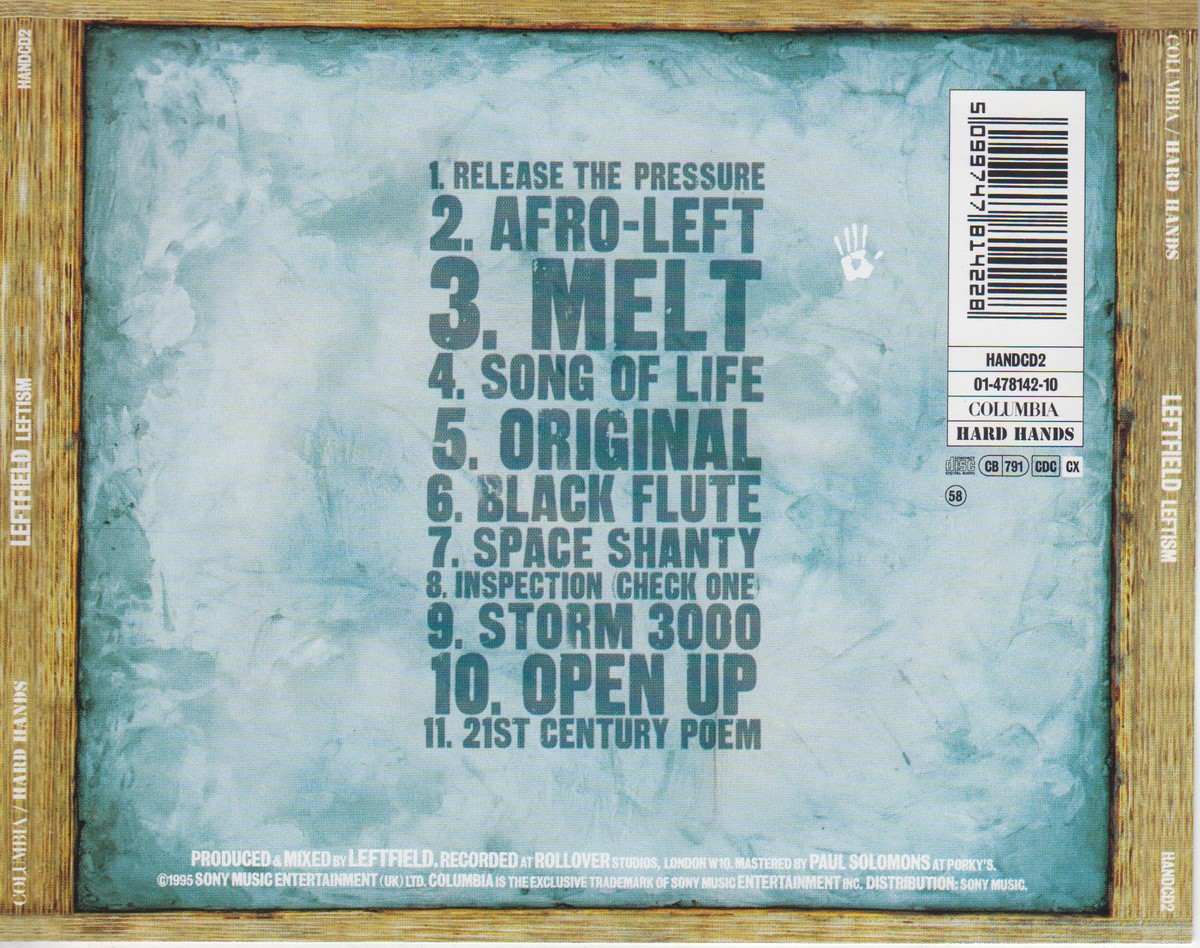 HANDCD2
LEFTFIELD LEFTISM
COLUMBIA / HARD HANDS
1. RELEASE THE PRESSURE
2. AFRO-LEFT
3. MELT
4. SONG OF LIFE
5. ORIGINAL
6. BLACK FLUTE
7. SPACE SHANTY
8. INSPECTION (CHECK ONE)
9. STORM 3000
10. OPEN UP
11. 21ST CENTURY POEM
5 099747 814228
HANDCD2
01-478142-10
COLUMBIA
HARD HANDS
COMPACT disc DIGITAL AUDIO CB 791 CDC CX
58
PRODUCED & MIXED BY LEFTFIELD. RECORDED AT ROLLOVER STUDIOS, LONDON W10. MASTERED BY PAUL SOLOMONS AT PORKY'S.
©1995 SONY MUSIC ENTERTAINMENT (UK) LTD. COLUMBIA IS THE EXCLUSIVE TRADEMARK OF SONY MUSIC ENTERTAINMENT INC. DISTRIBUTION: SONY MUSIC.
COLUMBIA / HARD HANDS
LEFTFIELD LEFTISM
HANDCD2